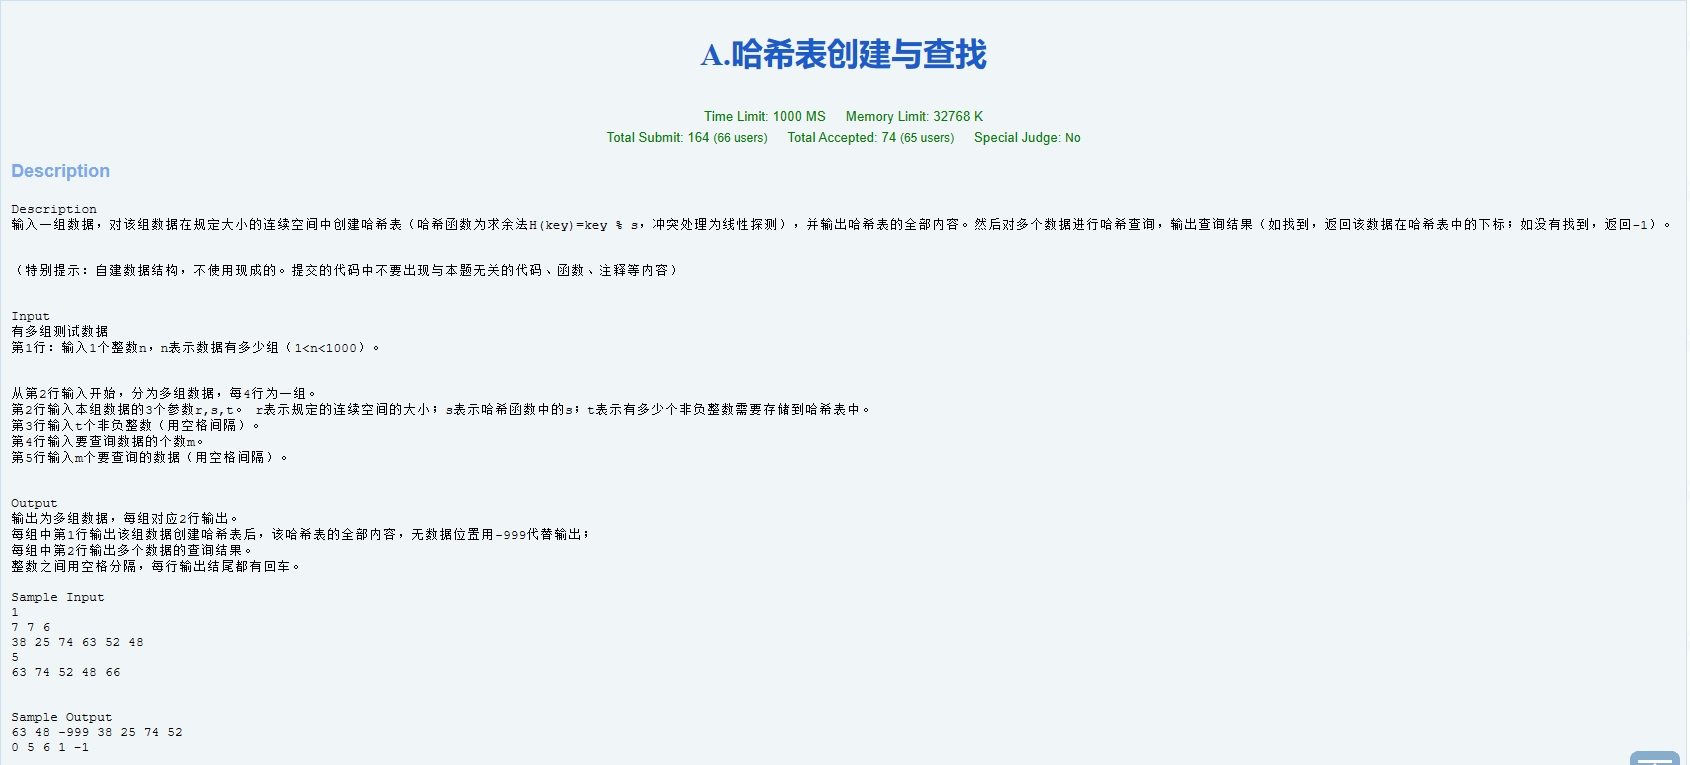 A.哈希表创建与查找
Time Limit: 1000 MS Memory Limit: 32768 K
Total Submit: 164 (66 users) Total Accepted: 74 (65 users) Special Judge: No
Description
Description
输入一组数据，对该组数据在规定大小的连续空间中创建哈希表（哈希函数为求余法H(key)=key % s，冲突处理为线性探测），并输出哈希表的全部内容。然后对多个数据进行哈希查询，输出查询结果（如找到，返回该数据在哈希表中的下标；如没有找到，返回-1）。
（特别提示：自建数据结构，不使用现成的。提交的代码中不要出现与本题无关的代码、函数、注释等内容）
Input
有多组测试数据
第1行：输入1个整数n，n表示数据有多少组（1<n<1000）。
从第2行输入开始，分为多组数据，每4行为一组。
第2行输入本组数据的3个参数r,s,t。 r表示规定的连续空间的大小；s表示哈希函数中的s；t表示有多少个非负整数需要存储到哈希表中。
第3行输入t个非负整数（用空格间隔）。
第4行输入要查询数据的个数m。
第5行输入m个要查询的数据（用空格间隔）。
Output
输出为多组数据，每组对应2行输出。
每组中第1行输出该组数据创建哈希表后，该哈希表的全部内容，无数据位置用-999代替输出；
每组中第2行输出多个数据的查询结果。
整数之间用空格分隔，每行输出结尾都有回车。
Sample Input
1
7 7 6
38 25 74 63 52 48
5
63 74 52 48 66
Sample Output
63 48 -999 38 25 74 52
0 5 6 1 -1